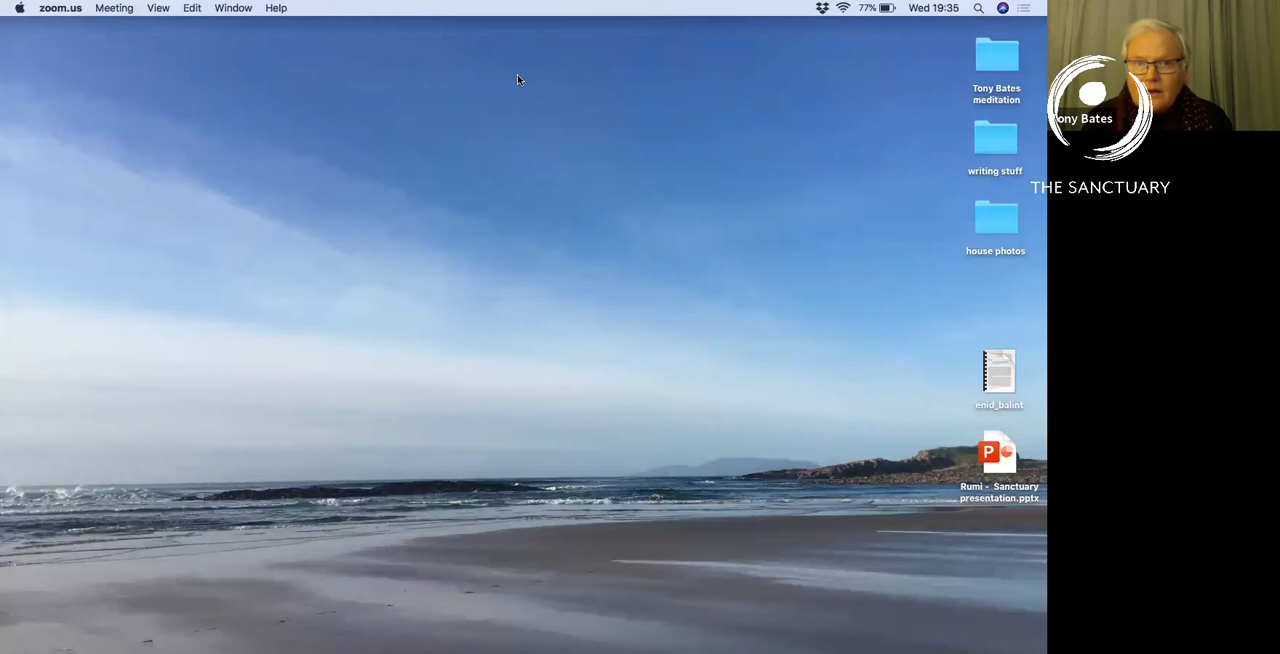 zoom.us Meeting View Edit Window Help 77% Wed 19:35
Tony Bates
meditation
writing stuff
house photos
enid_balint
P
Rumi - Sanctuary
presentation.pptx
Tony Bates
THE SANCTUARY